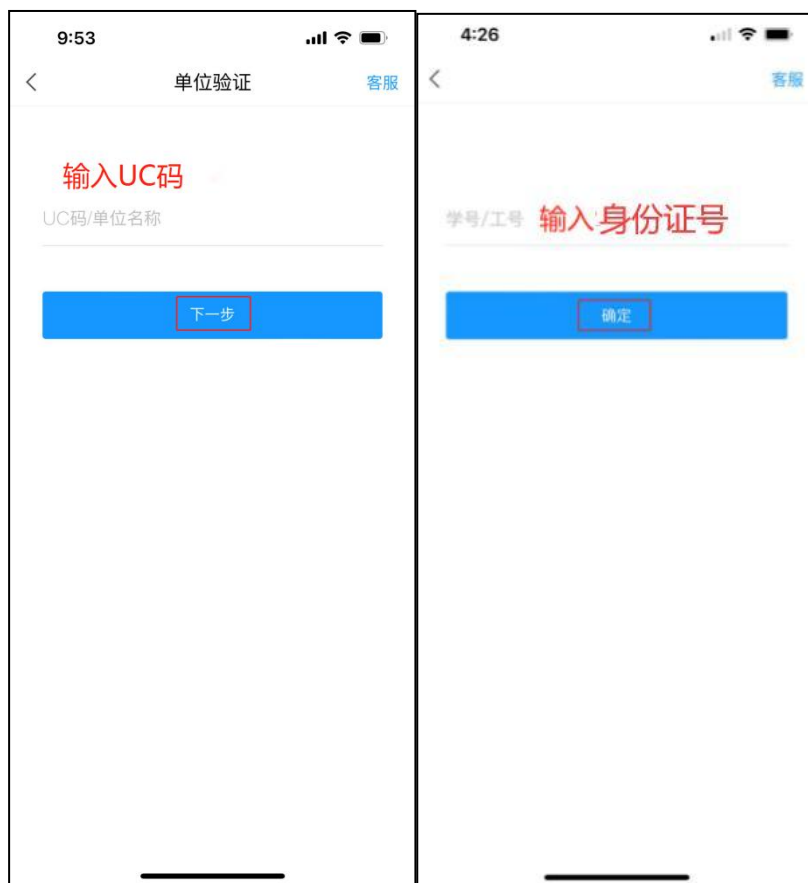 9:53
单位验证
客服
输入UC码
UC码/单位名称
下一步
4:26
客服
学号/工号 输入身份证号
确定